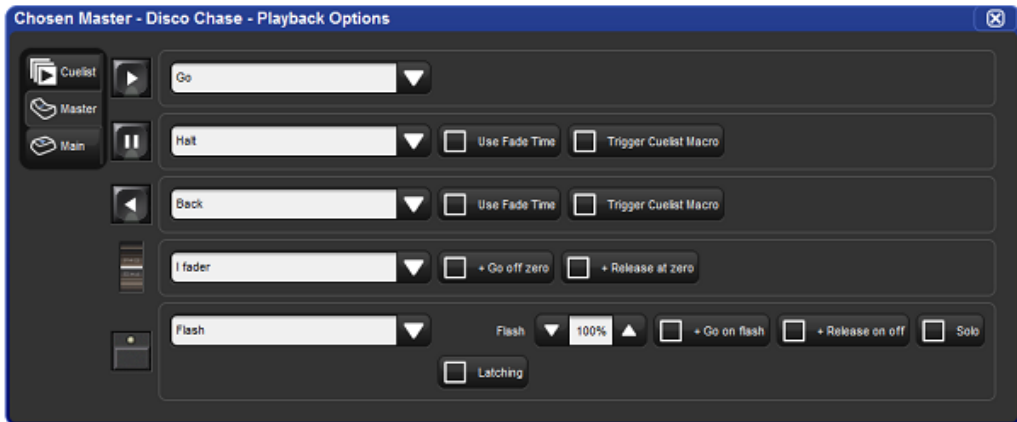 Chosen Master - Disco Chase - Playback Options
Cuelist
Master
Main
Go
Halt Use Fade Time Trigger Cuelist Macro
Back Use Fade Time Trigger Cuelist Macro
I fader + Go off zero + Release at zero
Flash Flash 100% + Go on flash + Release on off Solo
Latching